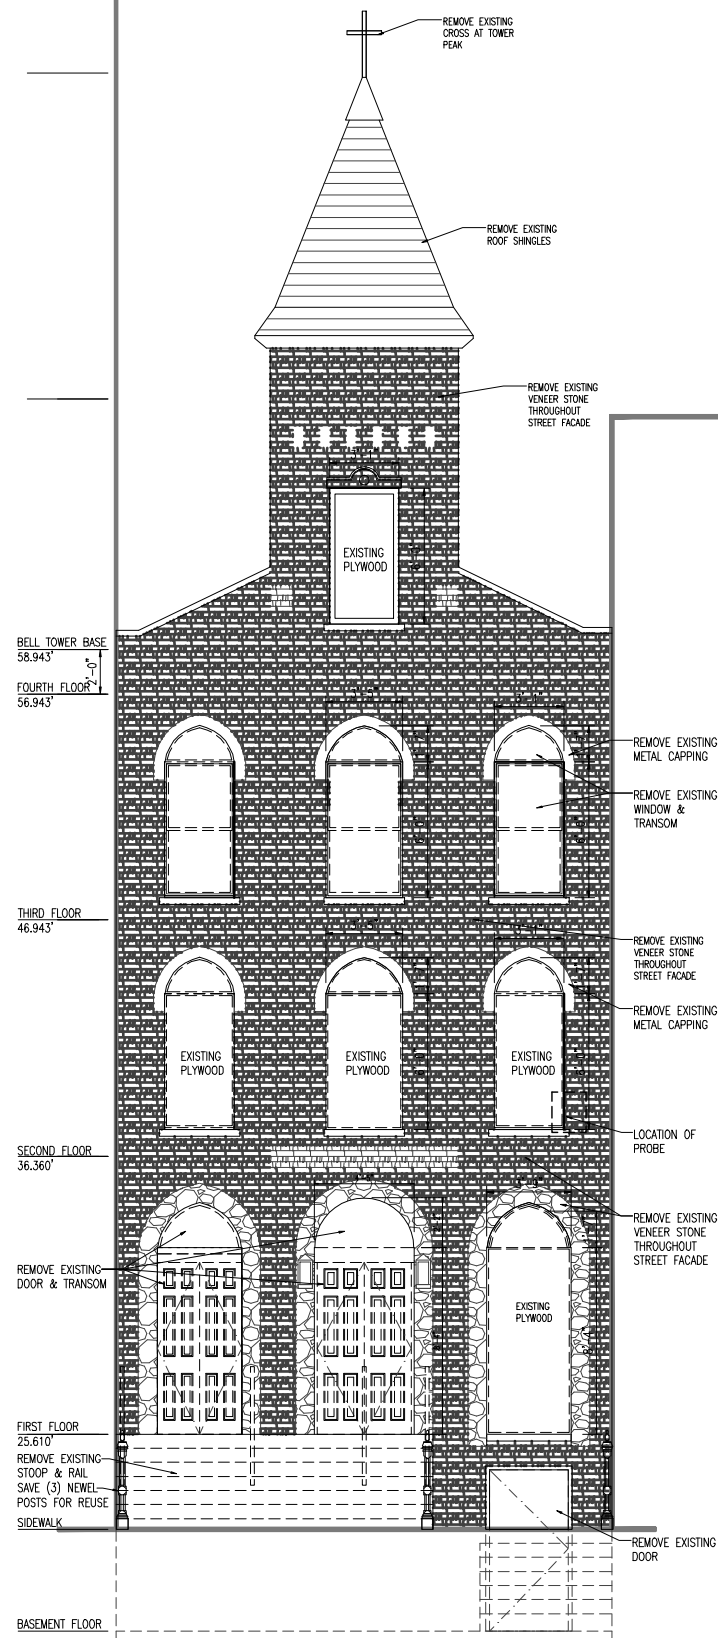 REMOVE EXISTING
CROSS AT TOWER
PEAK
REMOVE EXISTING
ROOF SHINGLES
REMOVE EXISTING
VENEER STONE
THROUGHOUT
STREET FACADE
3'-1"
EXISTING
PLYWOOD
BELL TOWER BASE
58.943'
2'-0"
FOURTH FLOOR
56.943'
REMOVE EXISTING
METAL CAPPING
REMOVE EXISTING
WINDOW &
TRANSOM
THIRD FLOOR
46.943'
REMOVE EXISTING
VENEER STONE
THROUGHOUT
STREET FACADE
REMOVE EXISTING
METAL CAPPING
EXISTING
PLYWOOD
EXISTING
PLYWOOD
EXISTING
PLYWOOD
LOCATION OF
PROBE
SECOND FLOOR
36.360'
REMOVE EXISTING
VENEER STONE
THROUGHOUT
STREET FACADE
REMOVE EXISTING
DOOR & TRANSOM
EXISTING
PLYWOOD
FIRST FLOOR
25.610'
REMOVE EXISTING
STOOP & RAIL
SAVE (3) NEWEL
POSTS FOR REUSE
SIDEWALK
REMOVE EXISTING
DOOR
BASEMENT FLOOR